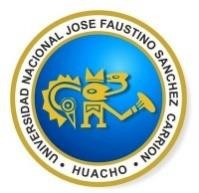 UNIVERSIDAD NACIONAL JOSE FAUSTINO SANCHEZ CARRION
• HUACHO •